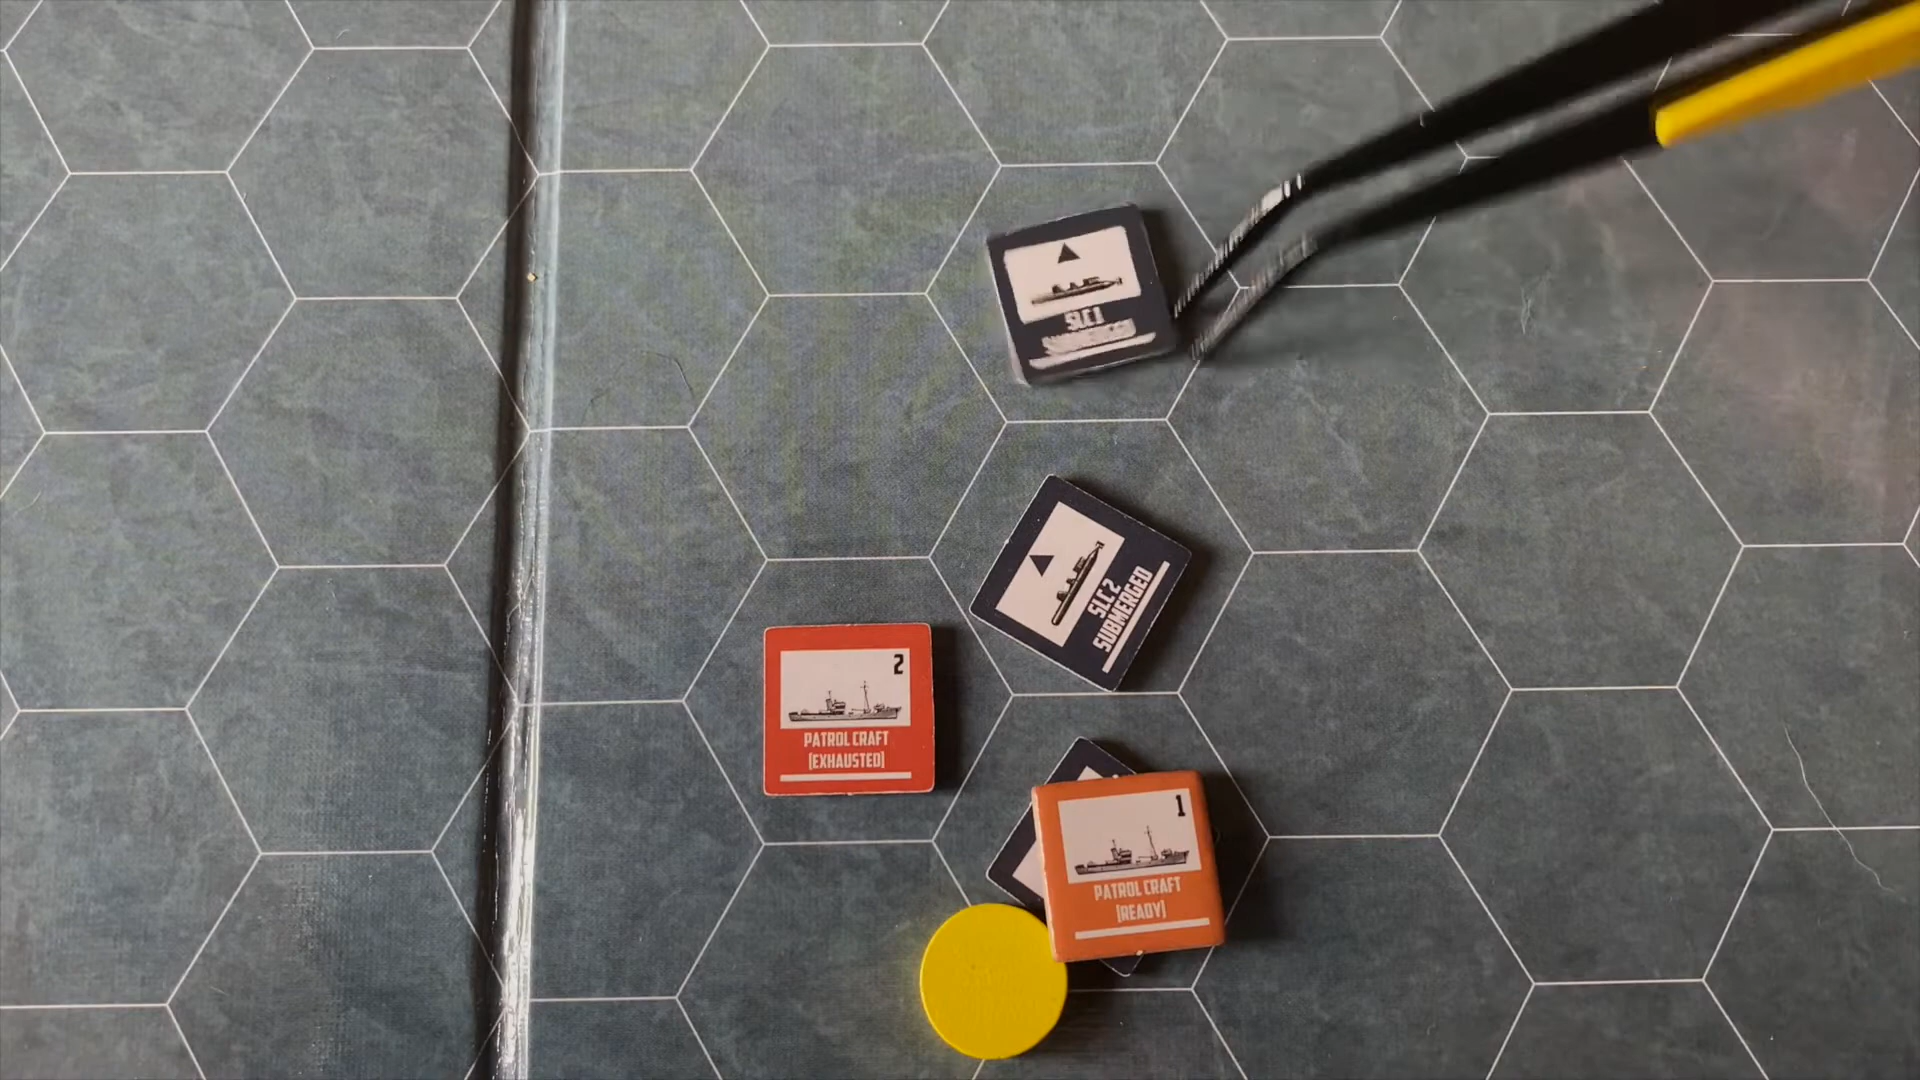 SLC 1
SLC 2
SUBMERGED
2
PATROL CRAFT
[EXHAUSTED]
1
PATROL CRAFT
[READY]